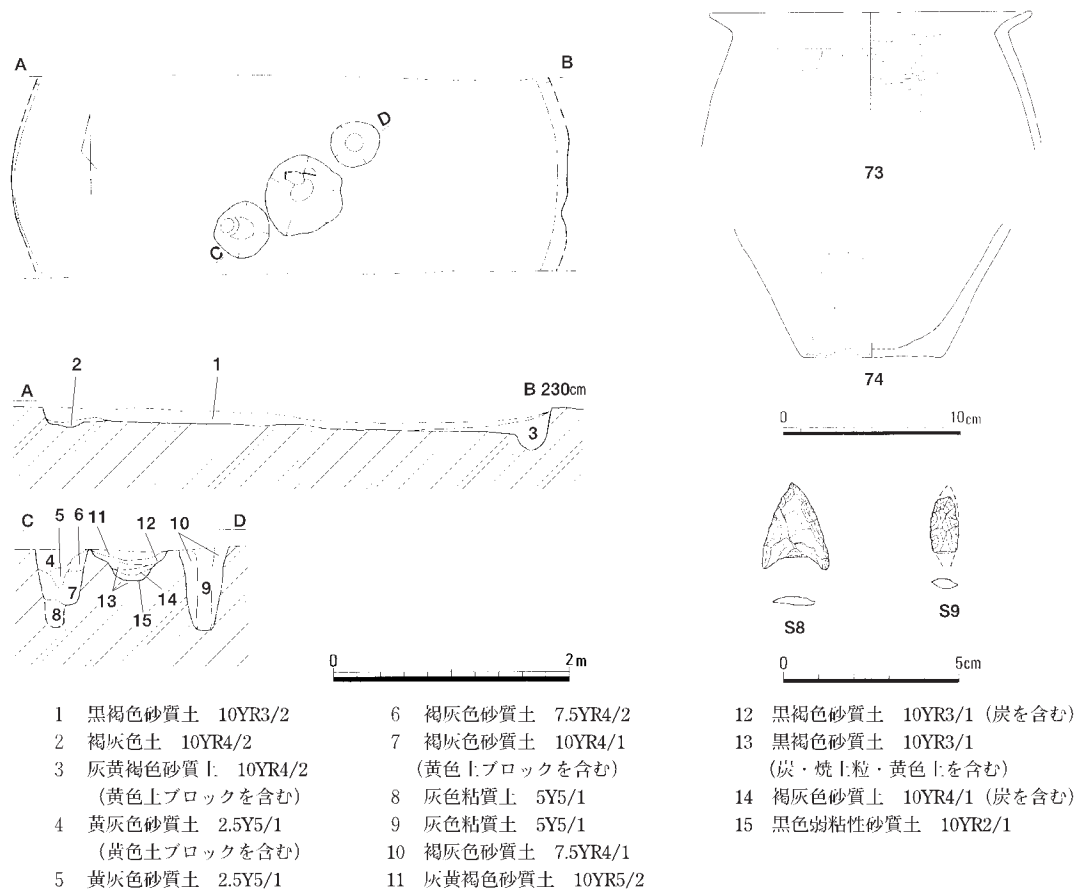 A
B
D
C
73
74
2
1
A
B 230cm
3
0 10cm
C
5 6 11
12
10
D
4
7
8
13
15
14
9
S8
S9
0 2m
0 5cm
1 黒褐色砂質土 10YR3/2
2 褐灰色土 10YR4/2
3 灰黄褐色砂質土 10YR4/2
(黄色土ブロックを含む)
4 黄灰色砂質土 2.5Y5/1
(黄色土ブロックを含む)
5 黄灰色砂質土 2.5Y5/1
6 褐灰色砂質土 7.5YR4/2
7 褐灰色砂質土 10YR4/1
(黄色土ブロックを含む)
8 灰色粘質土 5Y5/1
9 灰色粘質土 5Y5/1
10 褐灰色砂質土 7.5YR4/1
11 灰黄褐色砂質土 10YR5/2
12 黒褐色砂質土 10YR3/1(炭を含む)
13 黒褐色砂質土 10YR3/1
(炭・焼土粒・黄色土を含む)
14 褐灰色砂質土 10YR4/1(炭を含む)
15 黒色弱粘性砂質土 10YR2/1